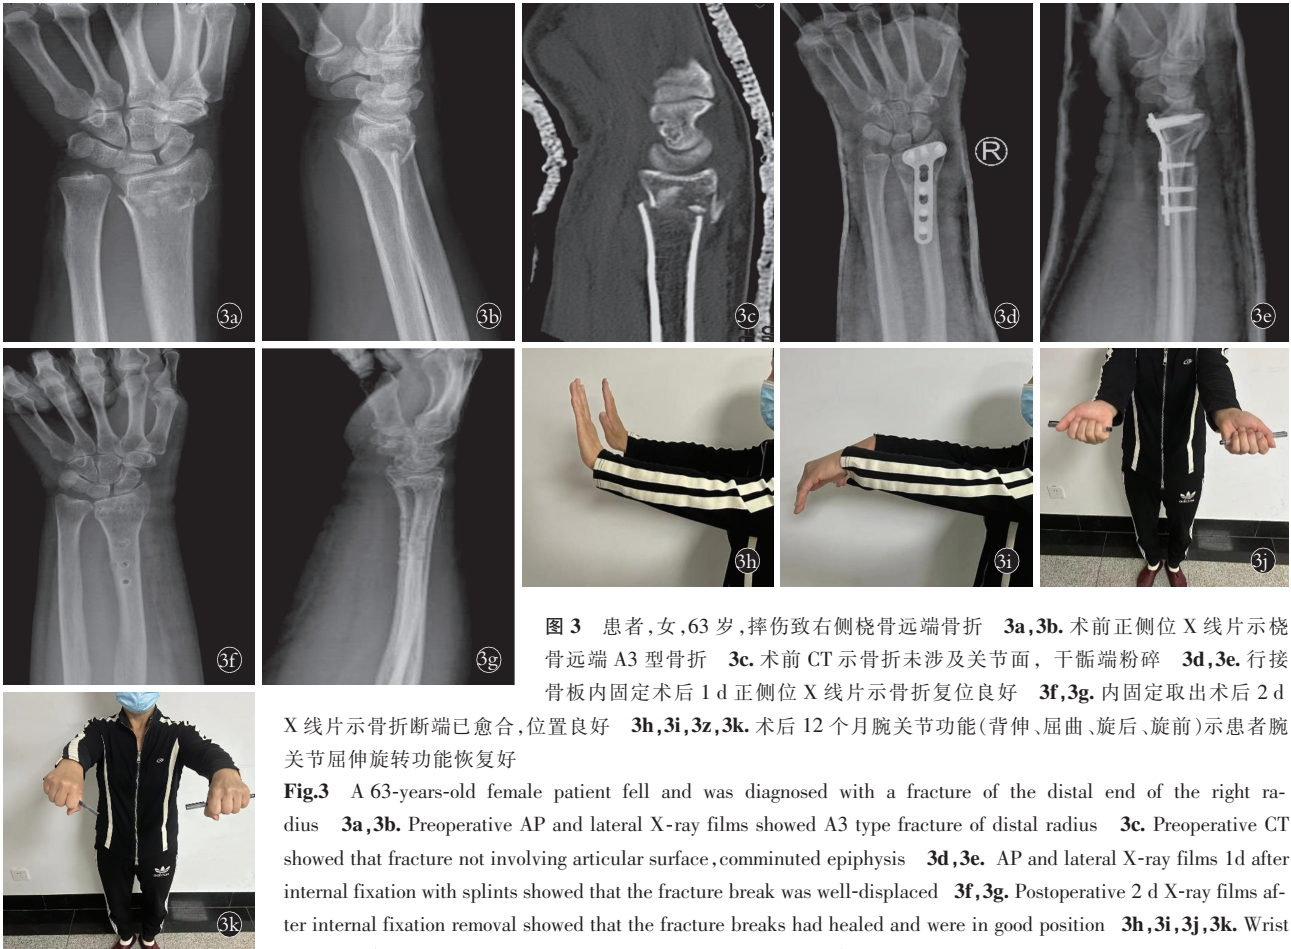 3a
3b
3c
R
3d
3e
3f
3g
3h
3i
3j
3k
图 3 患者,女,63 岁,摔伤致右侧桡骨远端骨折 3a,3b. 术前正侧位 X 线片示桡
骨远端 A3 型骨折 3c. 术前 CT 示骨折未涉及关节面, 干骺端粉碎 3d,3e. 行接
骨板内固定术后 1 d 正侧位 X 线片示骨折复位良好 3f,3g. 内固定取出术后 2 d
X 线片示骨折断端已愈合,位置良好 3h,3i,3z,3k. 术后 12 个月腕关节功能(背伸、屈曲、旋后、旋前)示患者腕
关节屈伸旋转功能恢复好
Fig.3 A 63-years-old female patient fell and was diagnosed with a fracture of the distal end of the right ra-
dius 3a,3b. Preoperative AP and lateral X-ray films showed A3 type fracture of distal radius 3c. Preoperative CT
showed that fracture not involving articular surface,comminuted epiphysis 3d,3e. AP and lateral X-ray films 1d after
internal fixation with splints showed that the fracture break was well-displaced 3f,3g. Postoperative 2 d X-ray films af-
ter internal fixation removal showed that the fracture breaks had healed and were in good position 3h,3i,3j,3k. Wrist